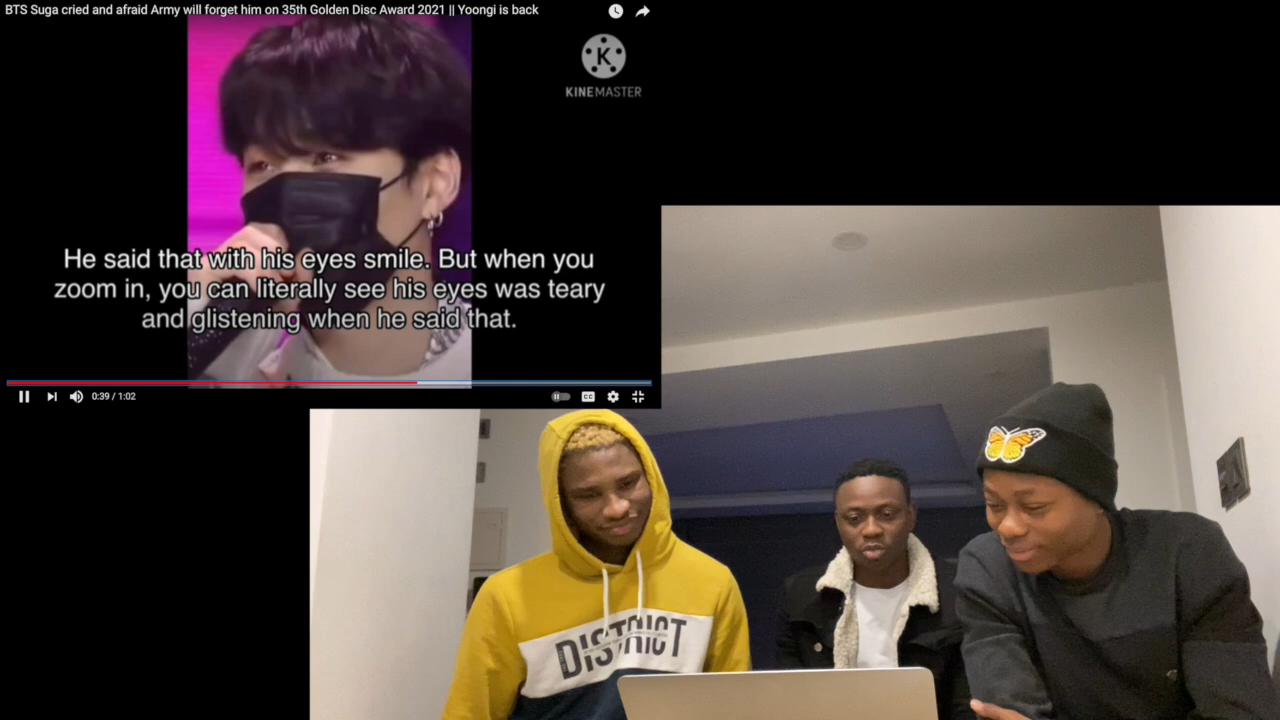 BTS Suga cried and afraid Army will forget him on 35th Golden Disc Award 2021 || Yoongi is back
K
KINEMASTER
He said that with his eyes smile. But when you
zoom in, you can literally see his eyes was teary
and glistening when he said that.
0:39 / 1:02
CC
DISTRICT